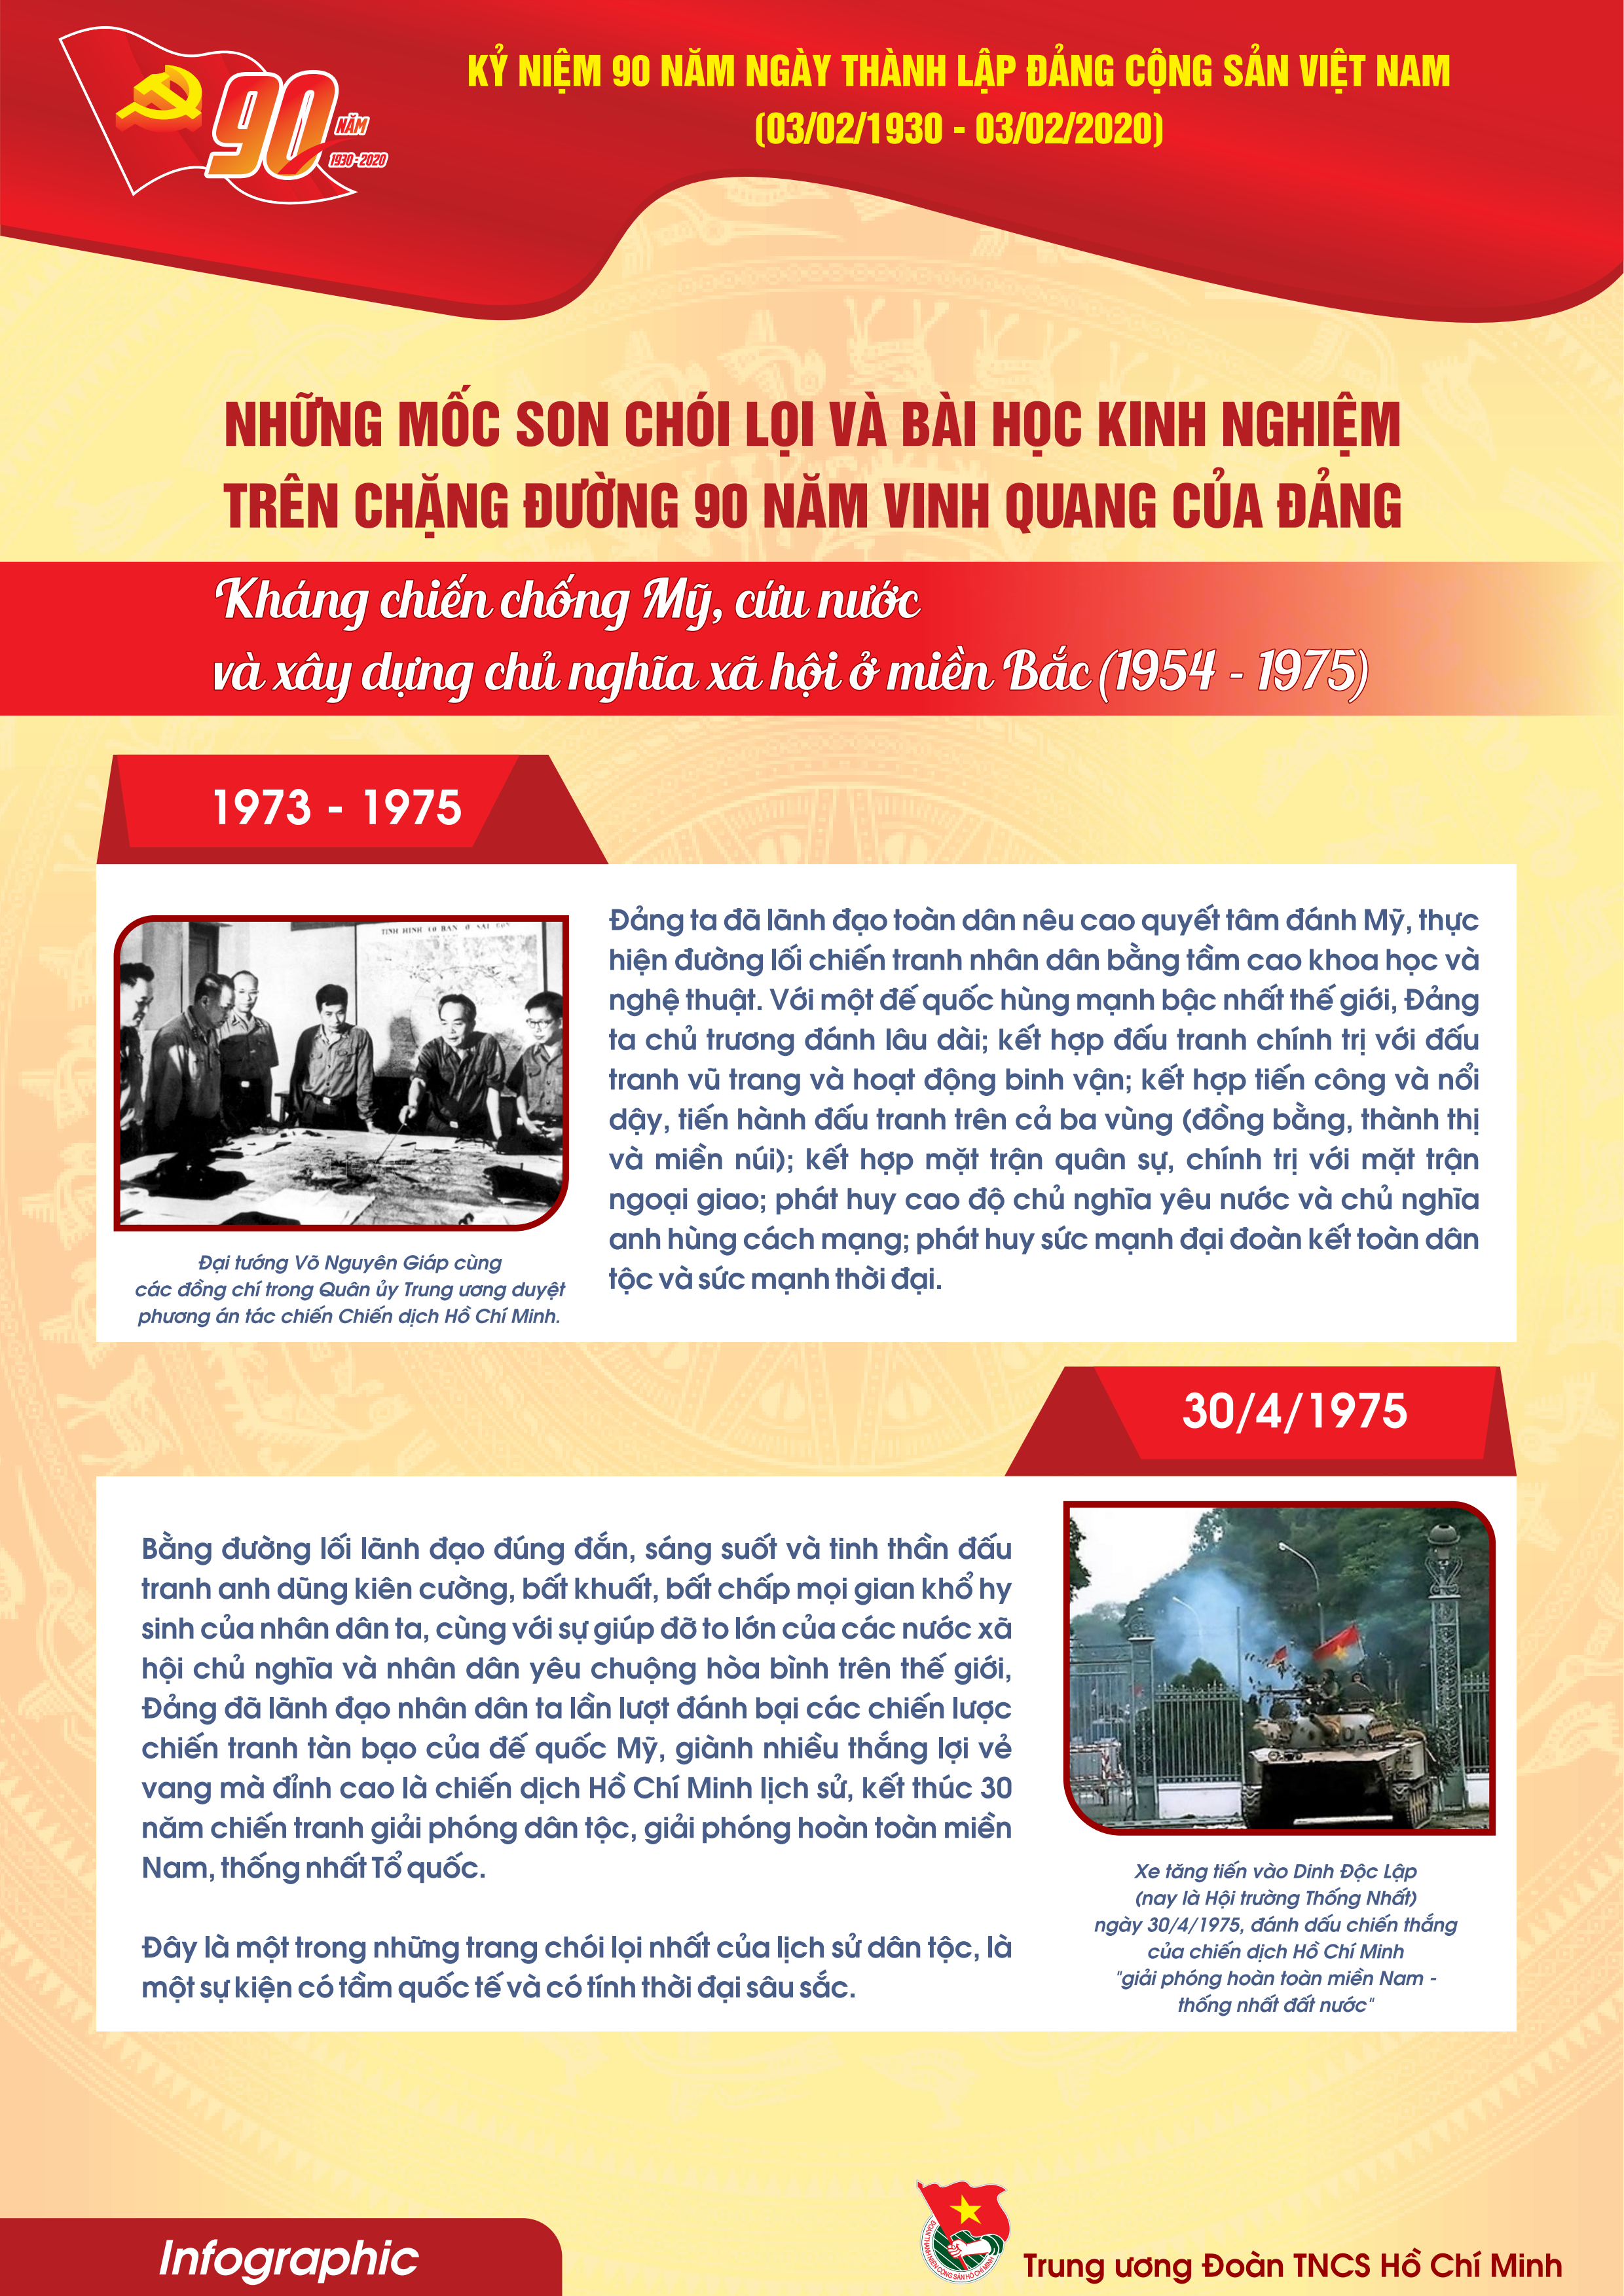 90
NĂM
1930-2020
KỶ NIỆM 90 NĂM NGÀY THÀNH LẬP ĐẢNG CỘNG SẢN VIỆT NAM
(03/02/1930 - 03/02/2020)
NHỮNG MỐC SON CHÓI LỌI VÀ BÀI HỌC KINH NGHIỆM
TRÊN CHẶNG ĐƯỜNG 90 NĂM VINH QUANG CỦA ĐẢNG
Kháng chiến chống Mỹ, cứu nước
và xây dựng chủ nghĩa xã hội ở miền Bắc (1954 - 1975)
1973 - 1975
TINH HINH CO BAN O SAI GON
Đại tướng Võ Nguyên Giáp cùng
các đồng chí trong Quân ủy Trung ương duyệt
phương án tác chiến Chiến dịch Hồ Chí Minh.
Đảng ta đã lãnh đạo toàn dân nêu cao quyết tâm đánh Mỹ, thực
hiện đường lối chiến tranh nhân dân bằng tầm cao khoa học và
nghệ thuật. Với một đế quốc hùng mạnh bậc nhất thế giới, Đảng
ta chủ trương đánh lâu dài; kết hợp đấu tranh chính trị với đấu
tranh vũ trang và hoạt động binh vận; kết hợp tiến công và nổi
dậy, tiến hành đấu tranh trên cả ba vùng (đồng bằng, thành thị
và miền núi); kết hợp mặt trận quân sự, chính trị với mặt trận
ngoại giao; phát huy cao độ chủ nghĩa yêu nước và chủ nghĩa
anh hùng cách mạng; phát huy sức mạnh đại đoàn kết toàn dân
tộc và sức mạnh thời đại.
30/4/1975
Bằng đường lối lãnh đạo đúng đắn, sáng suốt và tinh thần đấu
tranh anh dũng kiên cường, bất khuất, bất chấp mọi gian khổ hy
sinh của nhân dân ta, cùng với sự giúp đỡ to lớn của các nước xã
hội chủ nghĩa và nhân dân yêu chuộng hòa bình trên thế giới,
Đảng đã lãnh đạo nhân dân ta lần lượt đánh bại các chiến lược
chiến tranh tàn bạo của đế quốc Mỹ, giành nhiều thắng lợi vẻ
vang mà đỉnh cao là chiến dịch Hồ Chí Minh lịch sử, kết thúc 30
năm chiến tranh giải phóng dân tộc, giải phóng hoàn toàn miền
Nam, thống nhất Tổ quốc.
Đây là một trong những trang chói lọi nhất của lịch sử dân tộc, là
một sự kiện có tầm quốc tế và có tính thời đại sâu sắc.
Xe tăng tiến vào Dinh Độc Lập
(nay là Hội trường Thống Nhất)
ngày 30/4/1975, đánh dấu chiến thắng
của chiến dịch Hồ Chí Minh
"giải phóng hoàn toàn miền Nam -
thống nhất đất nước"
Infographic
ĐOÀN THANH NIÊN CỘNG SẢN HỒ CHÍ MINH
Trung ương Đoàn TNCS Hồ Chí Minh